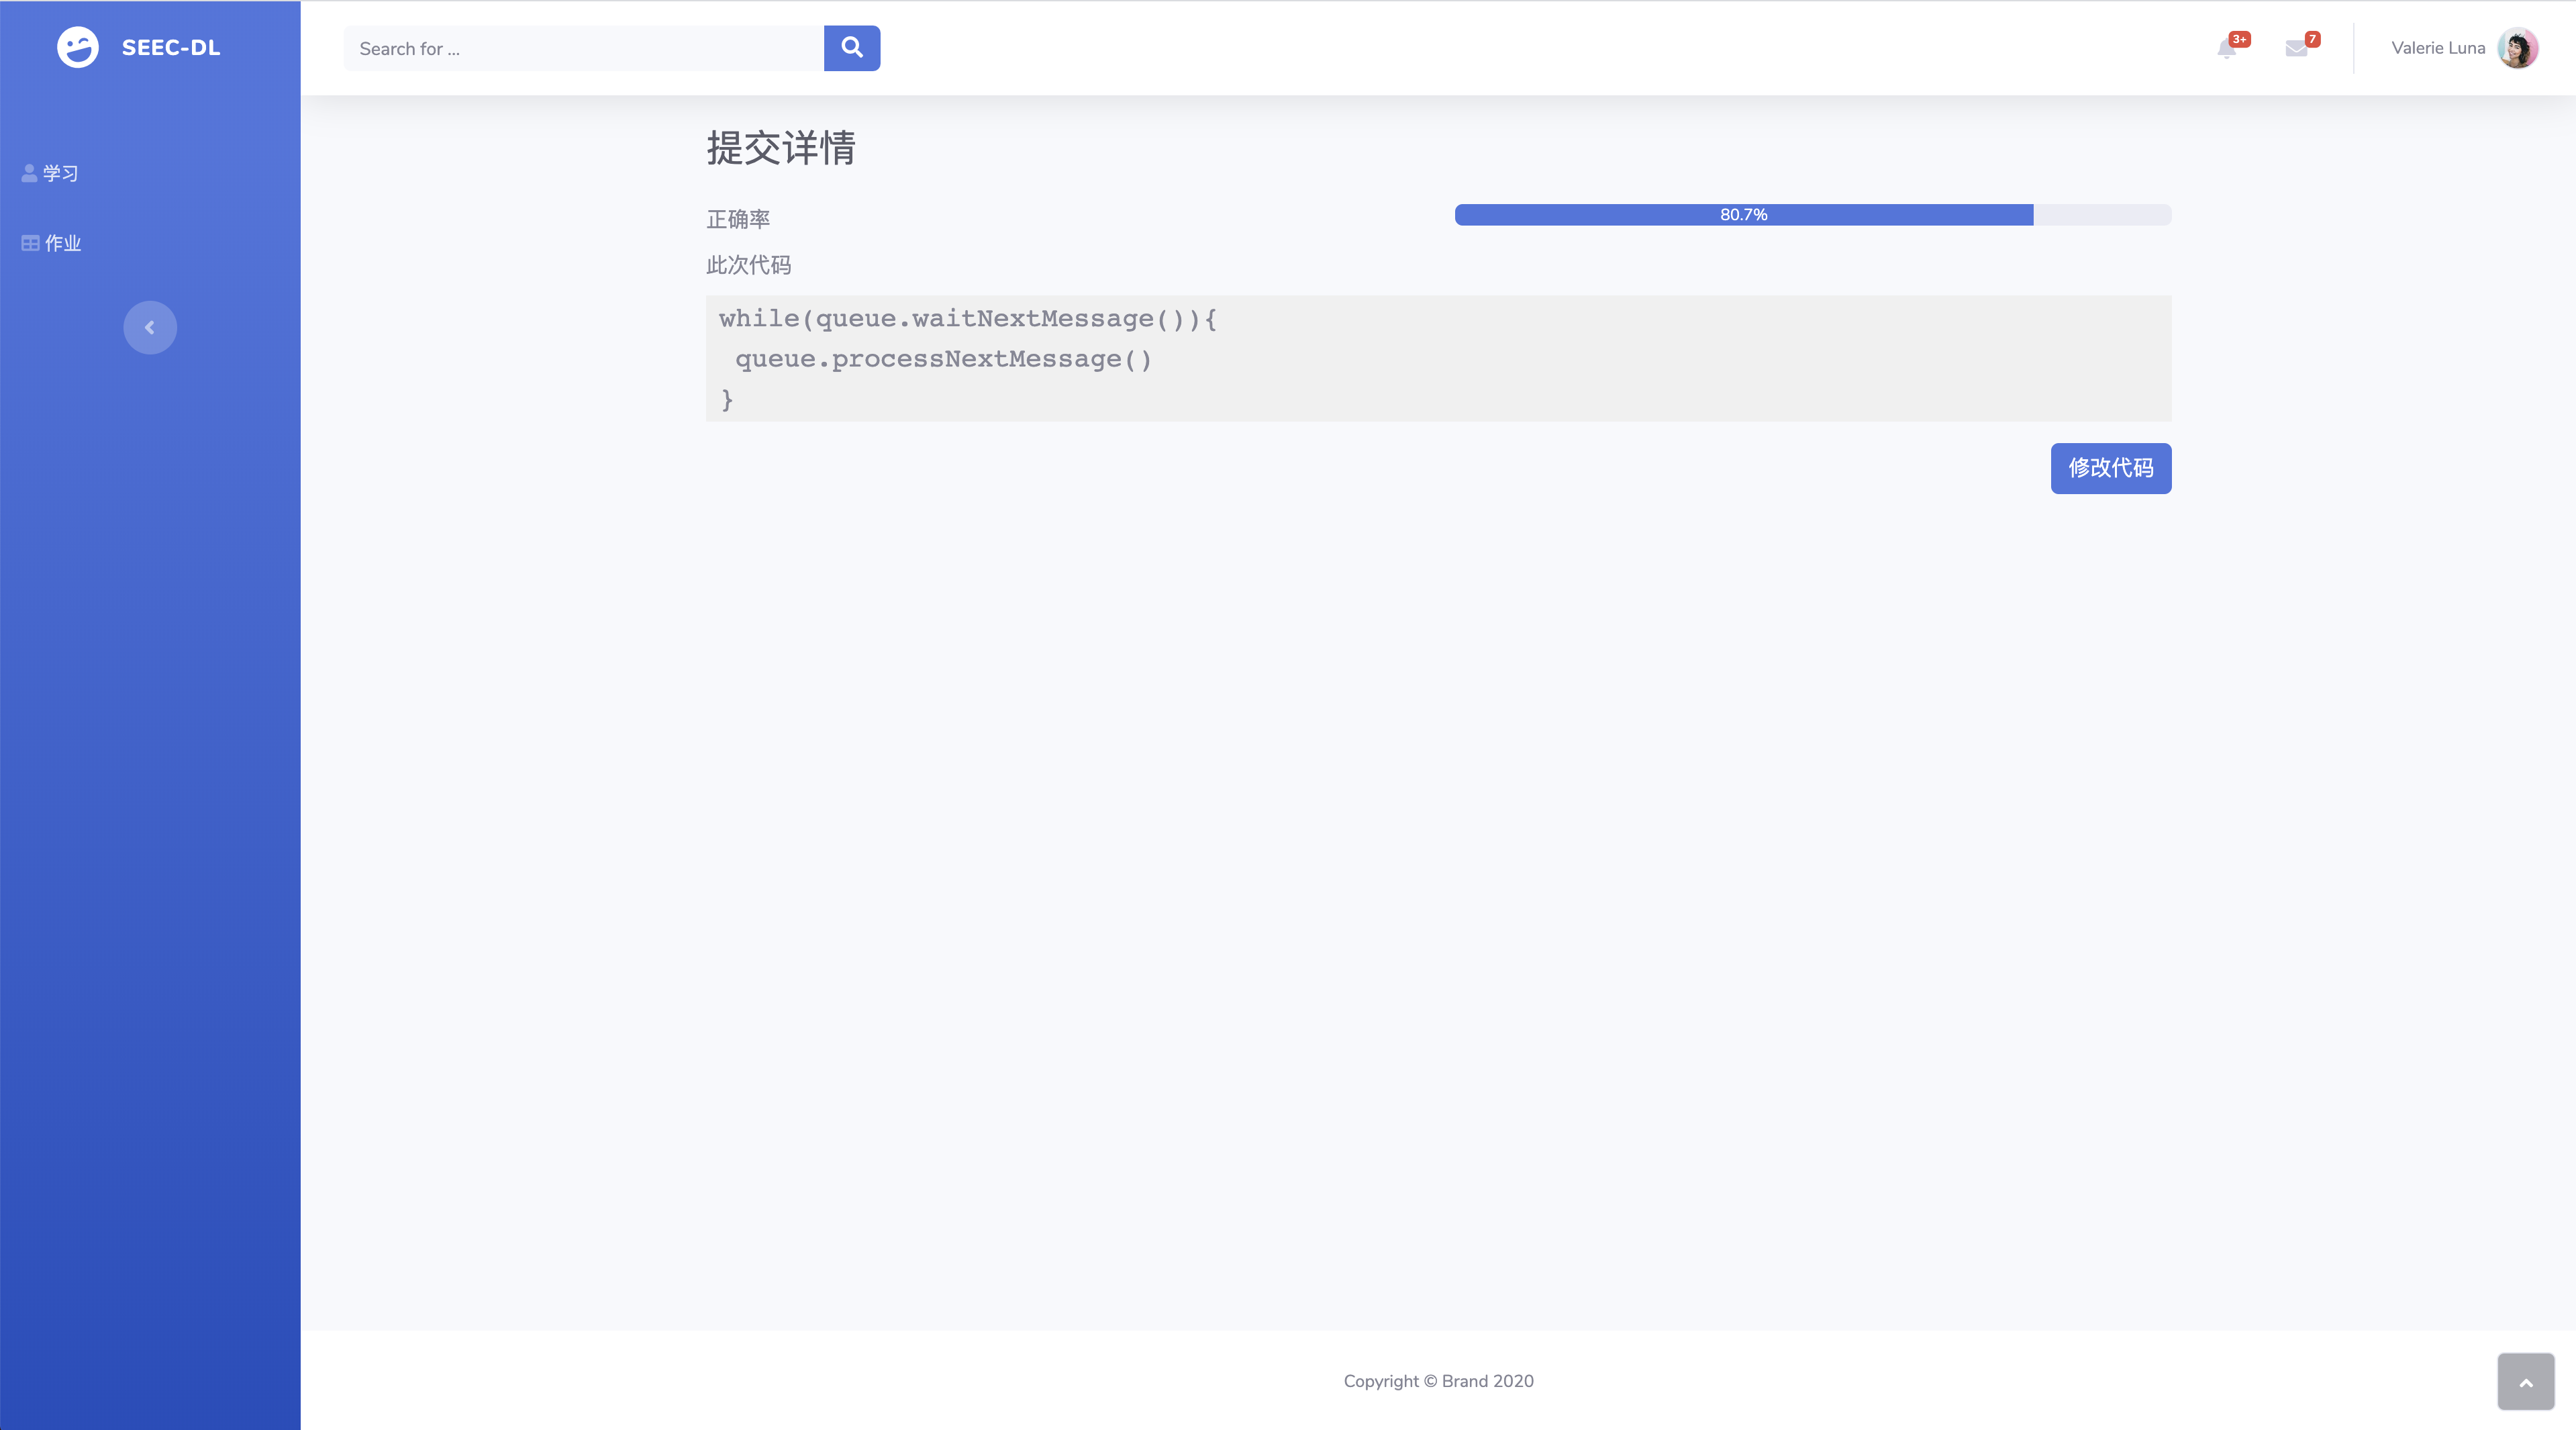 SEEC-DL
学习
作业
Search for ...
3+
7
Valerie Luna
提交详情
正确率
80.7%
此次代码
while(queue.waitNextMessage()){
queue.processNextMessage()
}
修改代码
Copyright © Brand 2020